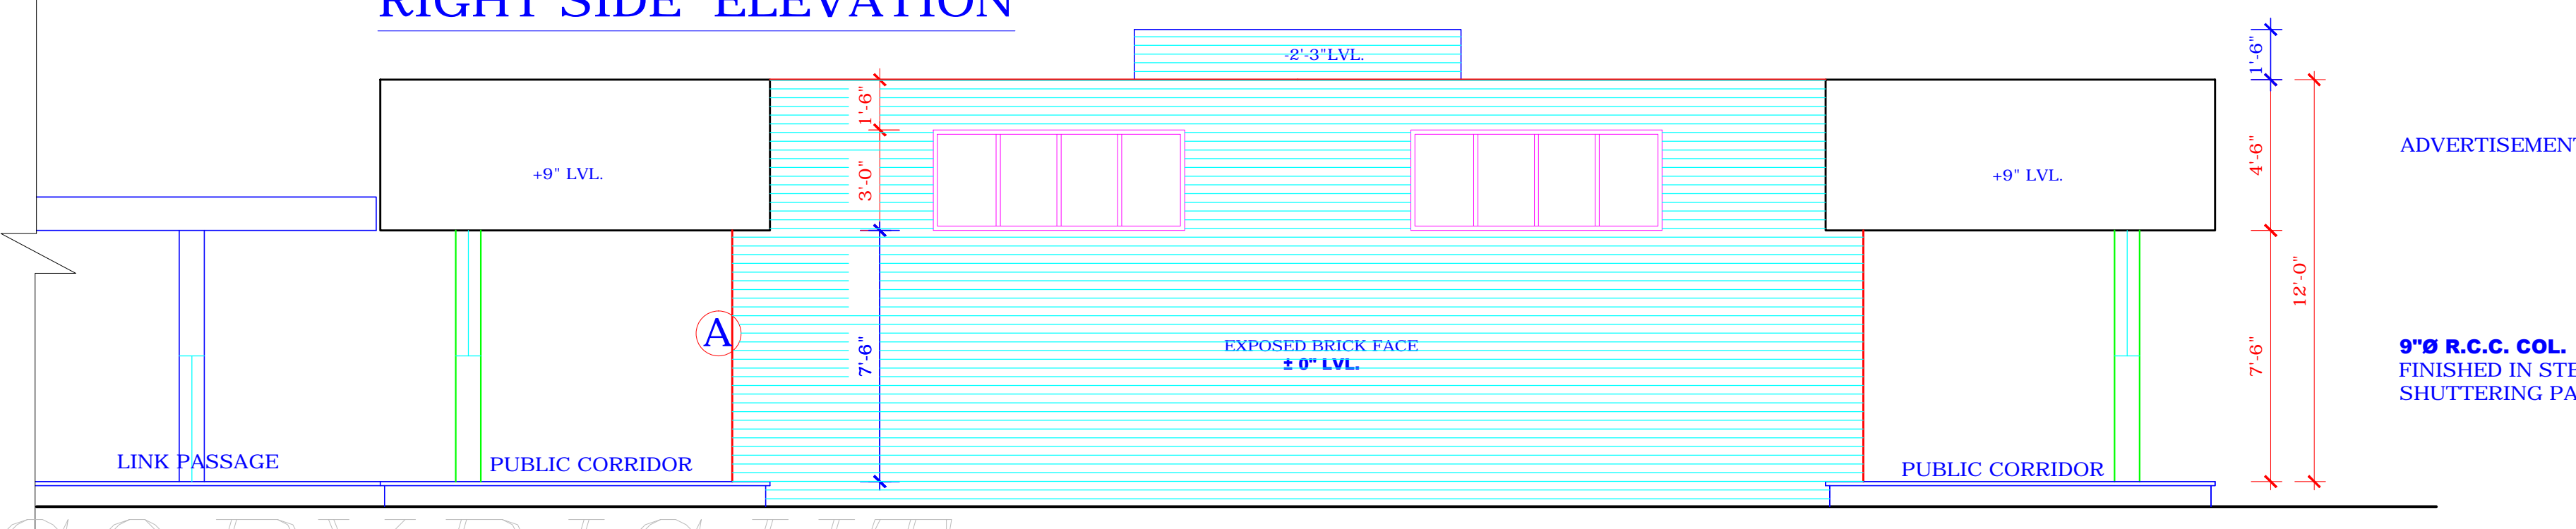 RIGHT SIDE ELEVATION
-2'-3"LVL.
1'-6"
1'-6"
+9" LVL.
3'-0"
+9" LVL.
4'-6"
ADVERTISEMENT
12'-0"
A
7'-6"
EXPOSED BRICK FACE
± 0" LVL.
7'-6"
9"Ø R.C.C. COL.
FINISHED IN STE
SHUTTERING PA
LINK PASSAGE
PUBLIC CORRIDOR
PUBLIC CORRIDOR
COPYRIGHT